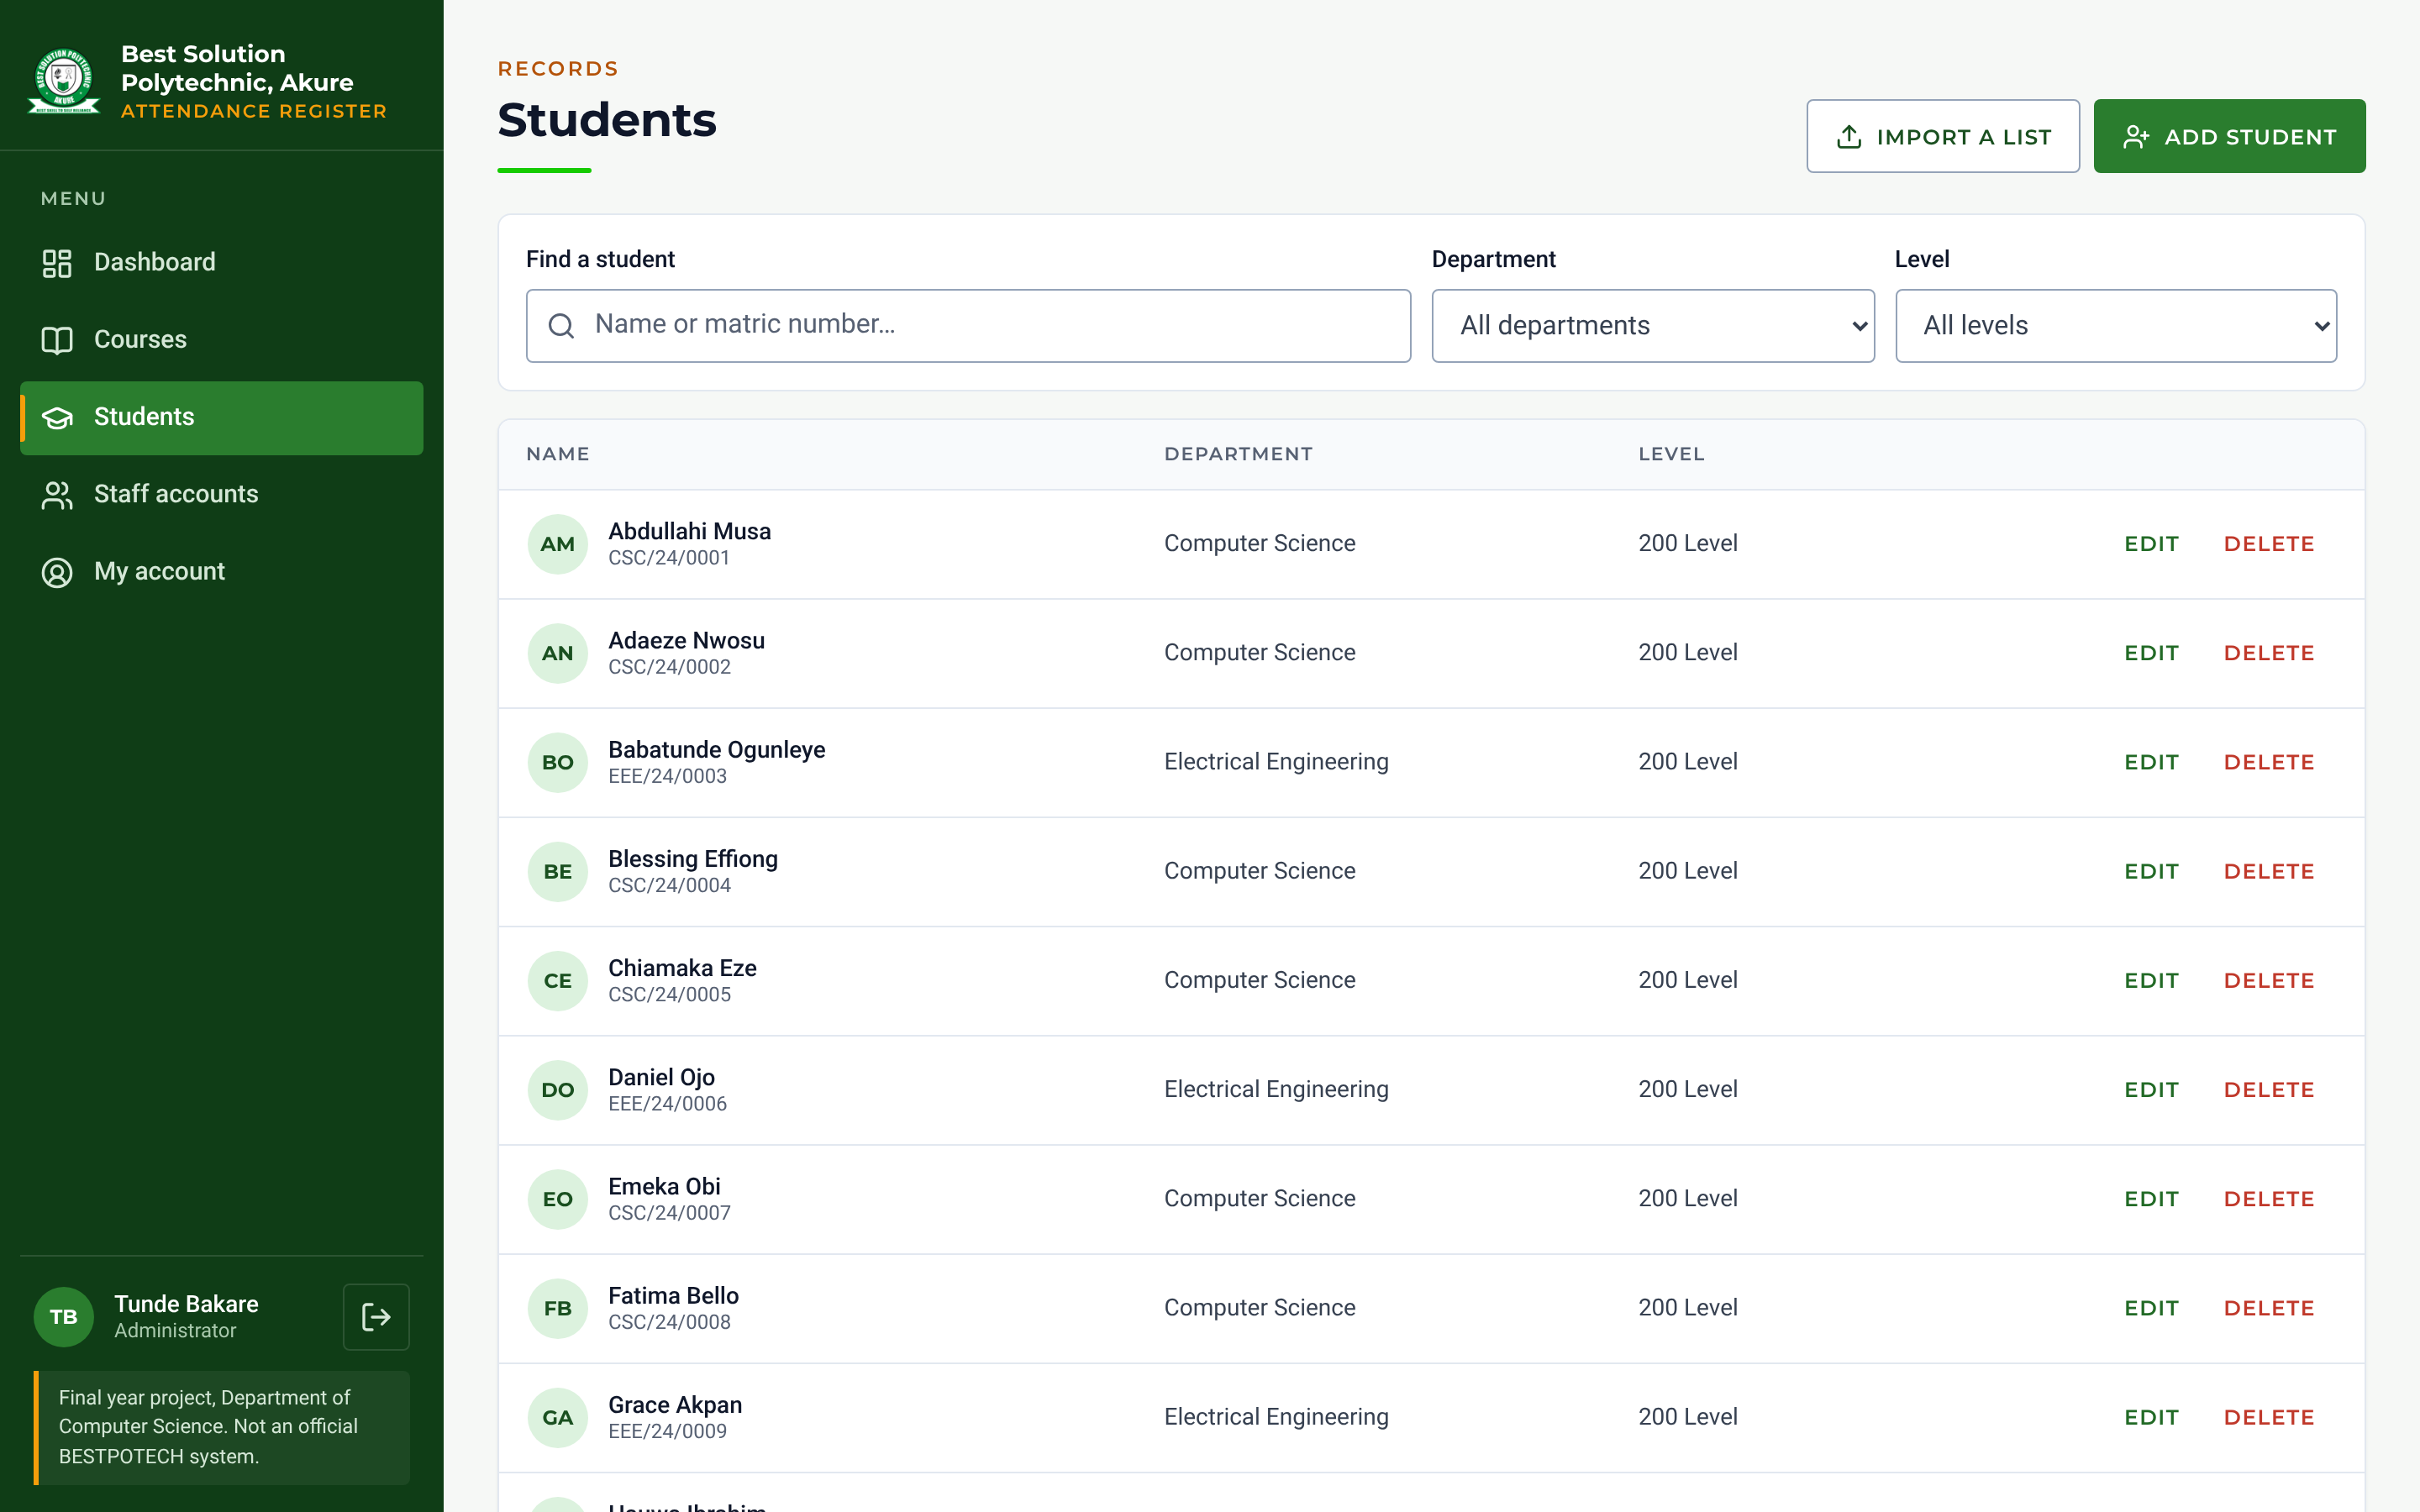 BEST SOLUTION POLYTECHNIC
AKURE
Best Solution
Polytechnic, Akure
ATTENDANCE REGISTER
MENU
Dashboard
Courses
Students
Staff accounts
My account
TB
Tunde Bakare
Administrator
Final year project, Department of
Computer Science. Not an official
BESTPOTECH system.
RECORDS
Students
IMPORT A LIST
ADD STUDENT
Find a student
Department
Level
Name or matric number...
All departments
All levels
NAME DEPARTMENT LEVEL
AM Abdullahi Musa CSC/24/0001 Computer Science 200 Level EDIT DELETE
AN Adaeze Nwosu CSC/24/0002 Computer Science 200 Level EDIT DELETE
BO Babatunde Ogunleye EEE/24/0003 Electrical Engineering 200 Level EDIT DELETE
BE Blessing Effiong CSC/24/0004 Computer Science 200 Level EDIT DELETE
CE Chiamaka Eze CSC/24/0005 Computer Science 200 Level EDIT DELETE
DO Daniel Ojo EEE/24/0006 Electrical Engineering 200 Level EDIT DELETE
EO Emeka Obi CSC/24/0007 Computer Science 200 Level EDIT DELETE
FB Fatima Bello CSC/24/0008 Computer Science 200 Level EDIT DELETE
GA Grace Akpan EEE/24/0009 Electrical Engineering 200 Level EDIT DELETE